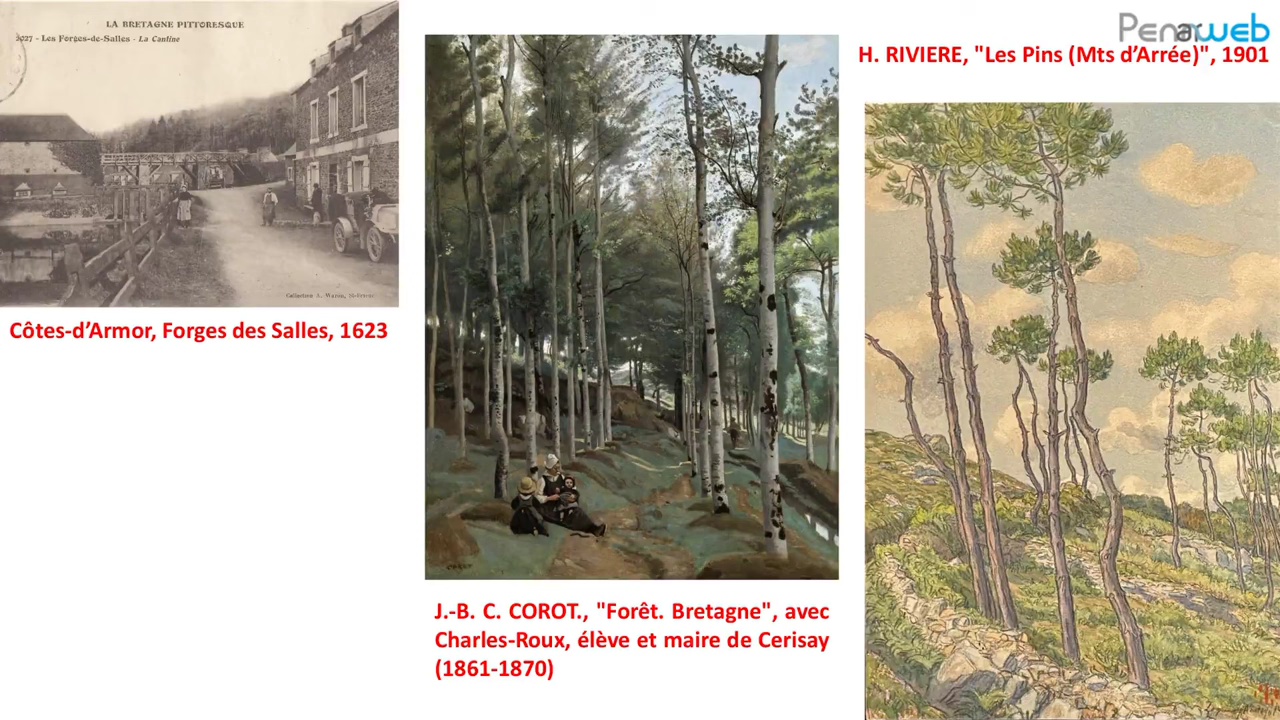 LA BRETAGNE PITTORESQUE
2027 - Les Forges-de-Salles - La Cantine
Collection A. Waron, St-Brieuc
Côtes-d’Armor, Forges des Salles, 1623
COROT
J.-B. C. COROT., "Forêt. Bretagne", avec
Charles-Roux, élève et maire de Cerisay
(1861-1870)
Penarweb
H. RIVIERE, "Les Pins (Mts d’Arrée)", 1901